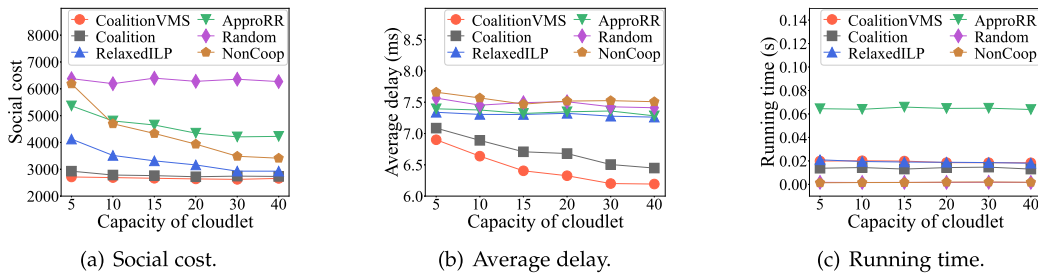 CoalitionVMS
Coalition
RelaxedILP
ApproRR
Random
NonCoop
8000
7000
6000
5000
4000
3000
2000
Social cost
5 10 15 20 30 40
Capacity of cloudlet
(a) Social cost.
CoalitionVMS
Coalition
RelaxedILP
ApproRR
Random
NonCoop
8.5
8.0
7.5
7.0
6.5
6.0
Average delay (ms)
5 10 15 20 30 40
Capacity of cloudlet
(b) Average delay.
CoalitionVMS
Coalition
RelaxedILP
ApproRR
Random
NonCoop
0.14
0.12
0.10
0.08
0.06
0.04
0.02
0.00
Running time (s)
5 10 15 20 30 40
Capacity of cloudlet
(c) Running time.